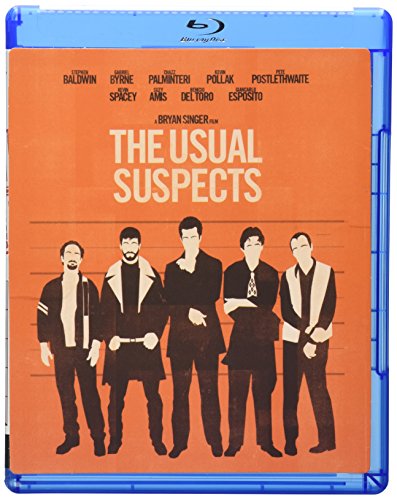 Blu-ray Disc
STEPHEN GABRIEL CHAZZ KEVIN PETE
BALDWIN BYRNE PALMINTERI POLLAK POSTLETHWAITE
KEVIN SUZY BENICIO GIANCARLO
SPACEY AMIS DEL TORO ESPOSITO
A BRYAN SINGER FILM
THE USUAL
SUSPECTS